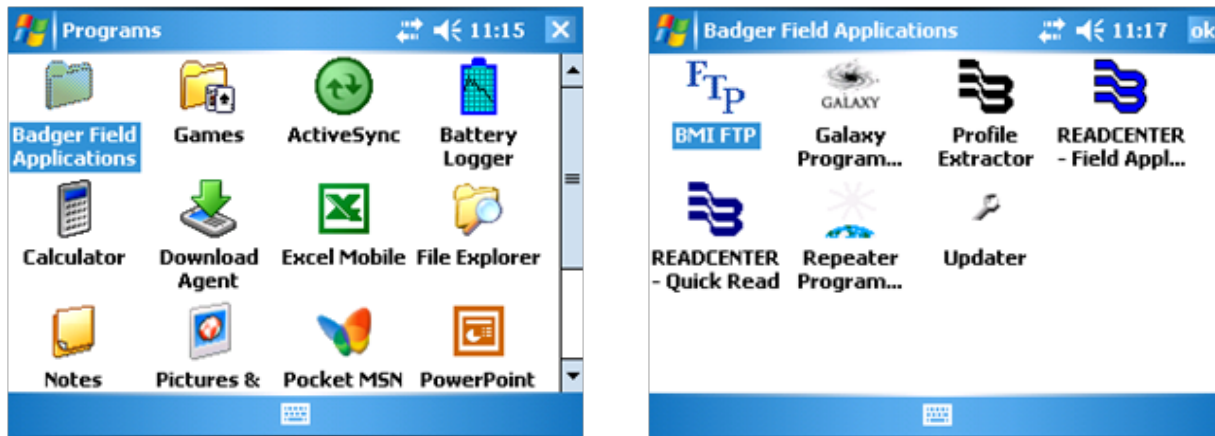 Programs 11:15
Badger Field Games ActiveSync Battery
Applications Logger
Calculator Download Excel Mobile File Explorer
Agent
Notes Pictures & Pocket MSN PowerPoint
Badger Field Applications 11:17 ok
FTP
GALAXY
BMI FTP Galaxy Profile READCENTER
Program... Extractor - Field Appl...
READCENTER Repeater Updater
- Quick Read Program...